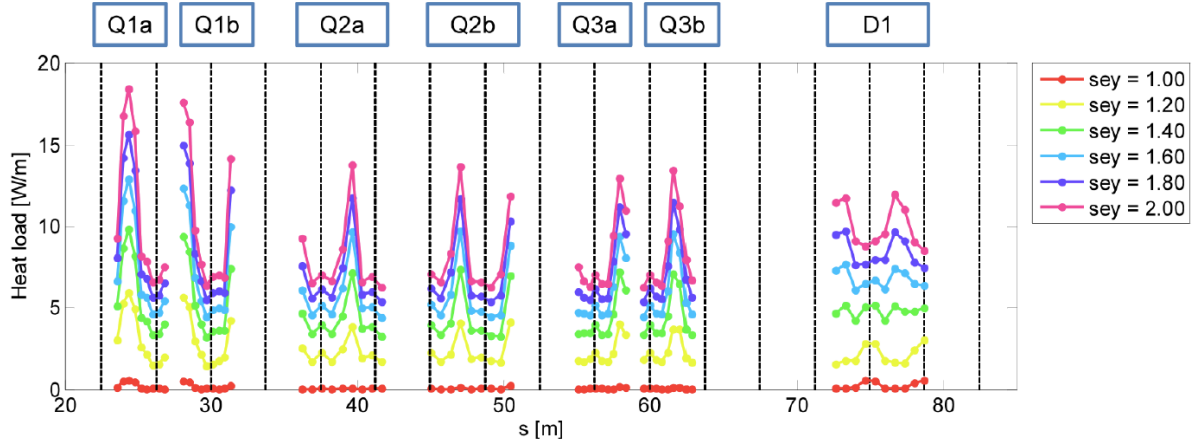 Q1a Q1b Q2a Q2b Q3a Q3b D1
20
15
10
5
0
Heat load [W/m]
20 30 40 50 60 70 80
s [m]
sey = 1.00
sey = 1.20
sey = 1.40
sey = 1.60
sey = 1.80
sey = 2.00